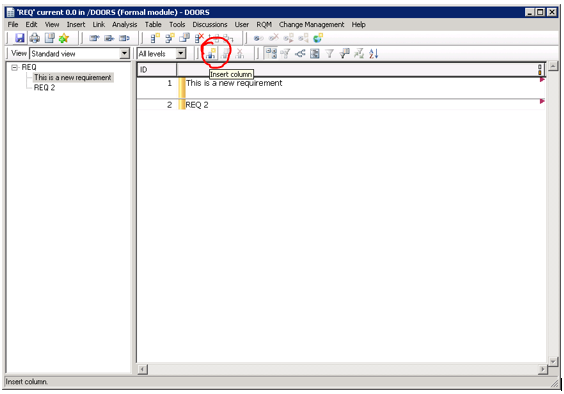 'REQ' current 0.0 in /DOORS (Formal module) - DOORS
File Edit View Insert Link Analysis Table Tools Discussions User RQM Change Management Help
View Standard view All levels
REQ
This is a new requirement
REQ 2
ID
Insert column
1 This is a new requirement
2 REQ 2
Insert column.